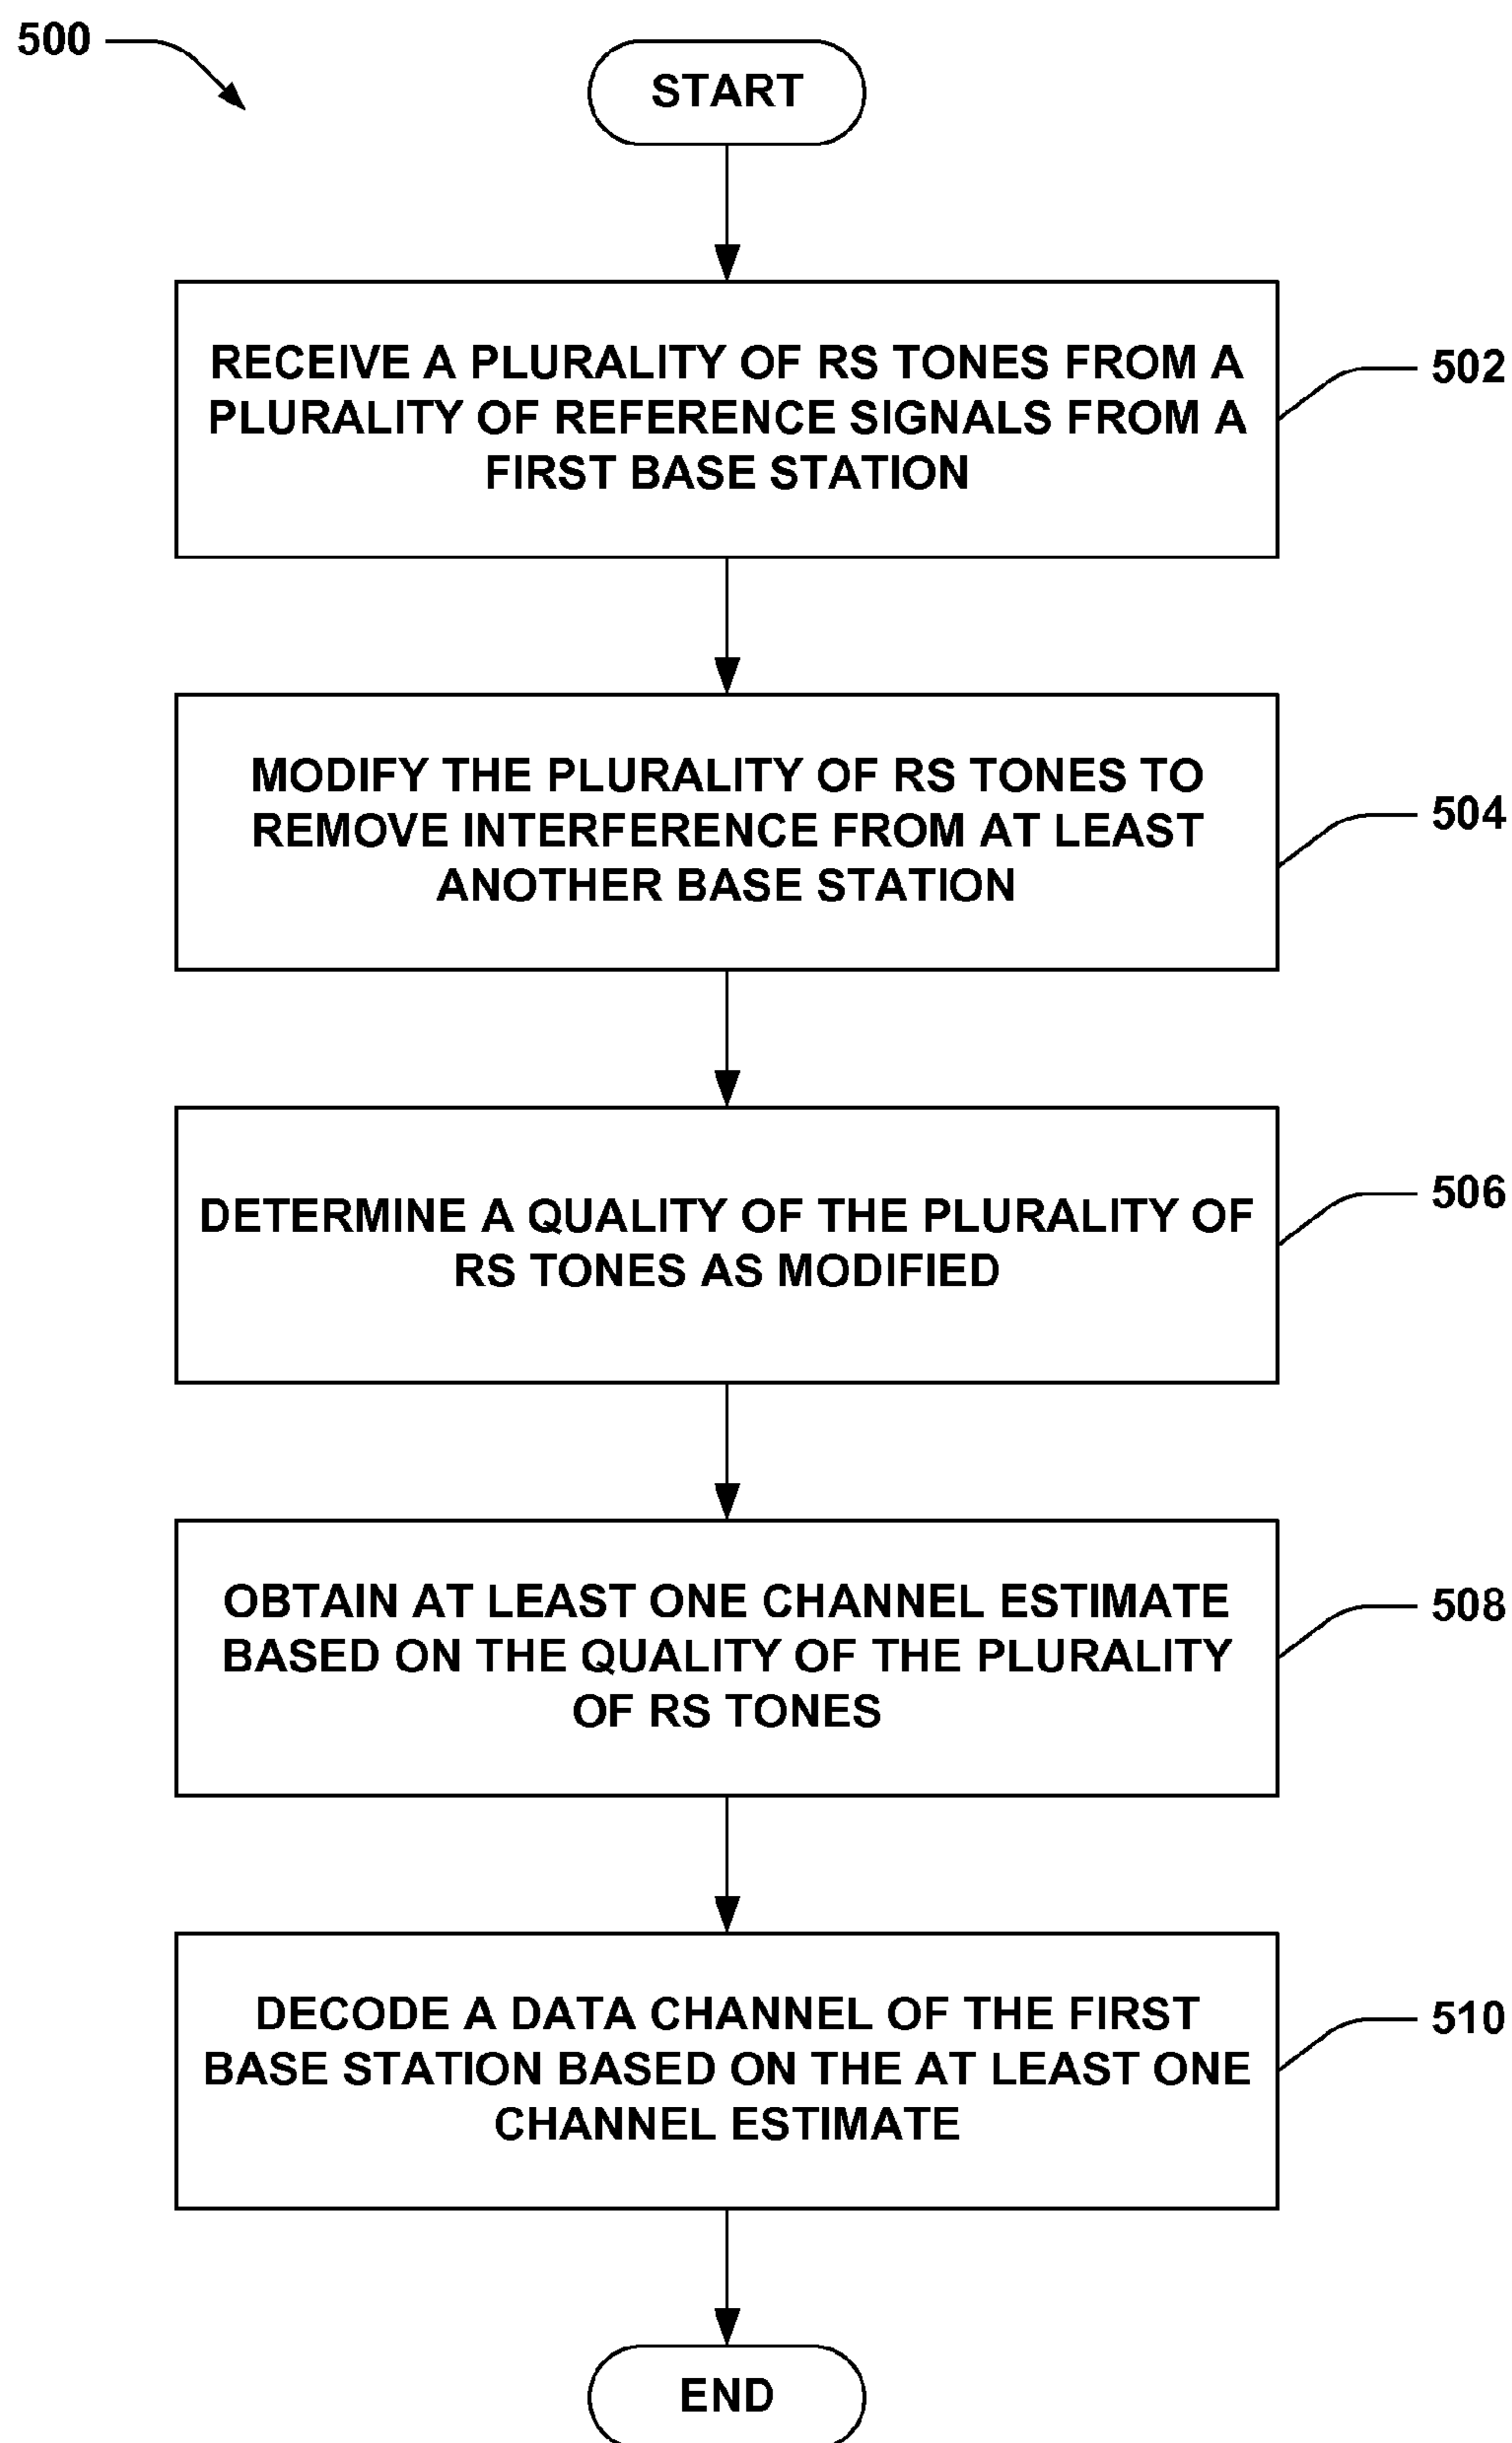 500
START
RECEIVE A PLURALITY OF RS TONES FROM A
PLURALITY OF REFERENCE SIGNALS FROM A
FIRST BASE STATION
502
MODIFY THE PLURALITY OF RS TONES TO
REMOVE INTERFERENCE FROM AT LEAST
ANOTHER BASE STATION
504
DETERMINE A QUALITY OF THE PLURALITY OF
RS TONES AS MODIFIED
506
OBTAIN AT LEAST ONE CHANNEL ESTIMATE
BASED ON THE QUALITY OF THE PLURALITY
OF RS TONES
508
DECODE A DATA CHANNEL OF THE FIRST
BASE STATION BASED ON THE AT LEAST ONE
CHANNEL ESTIMATE
510
END